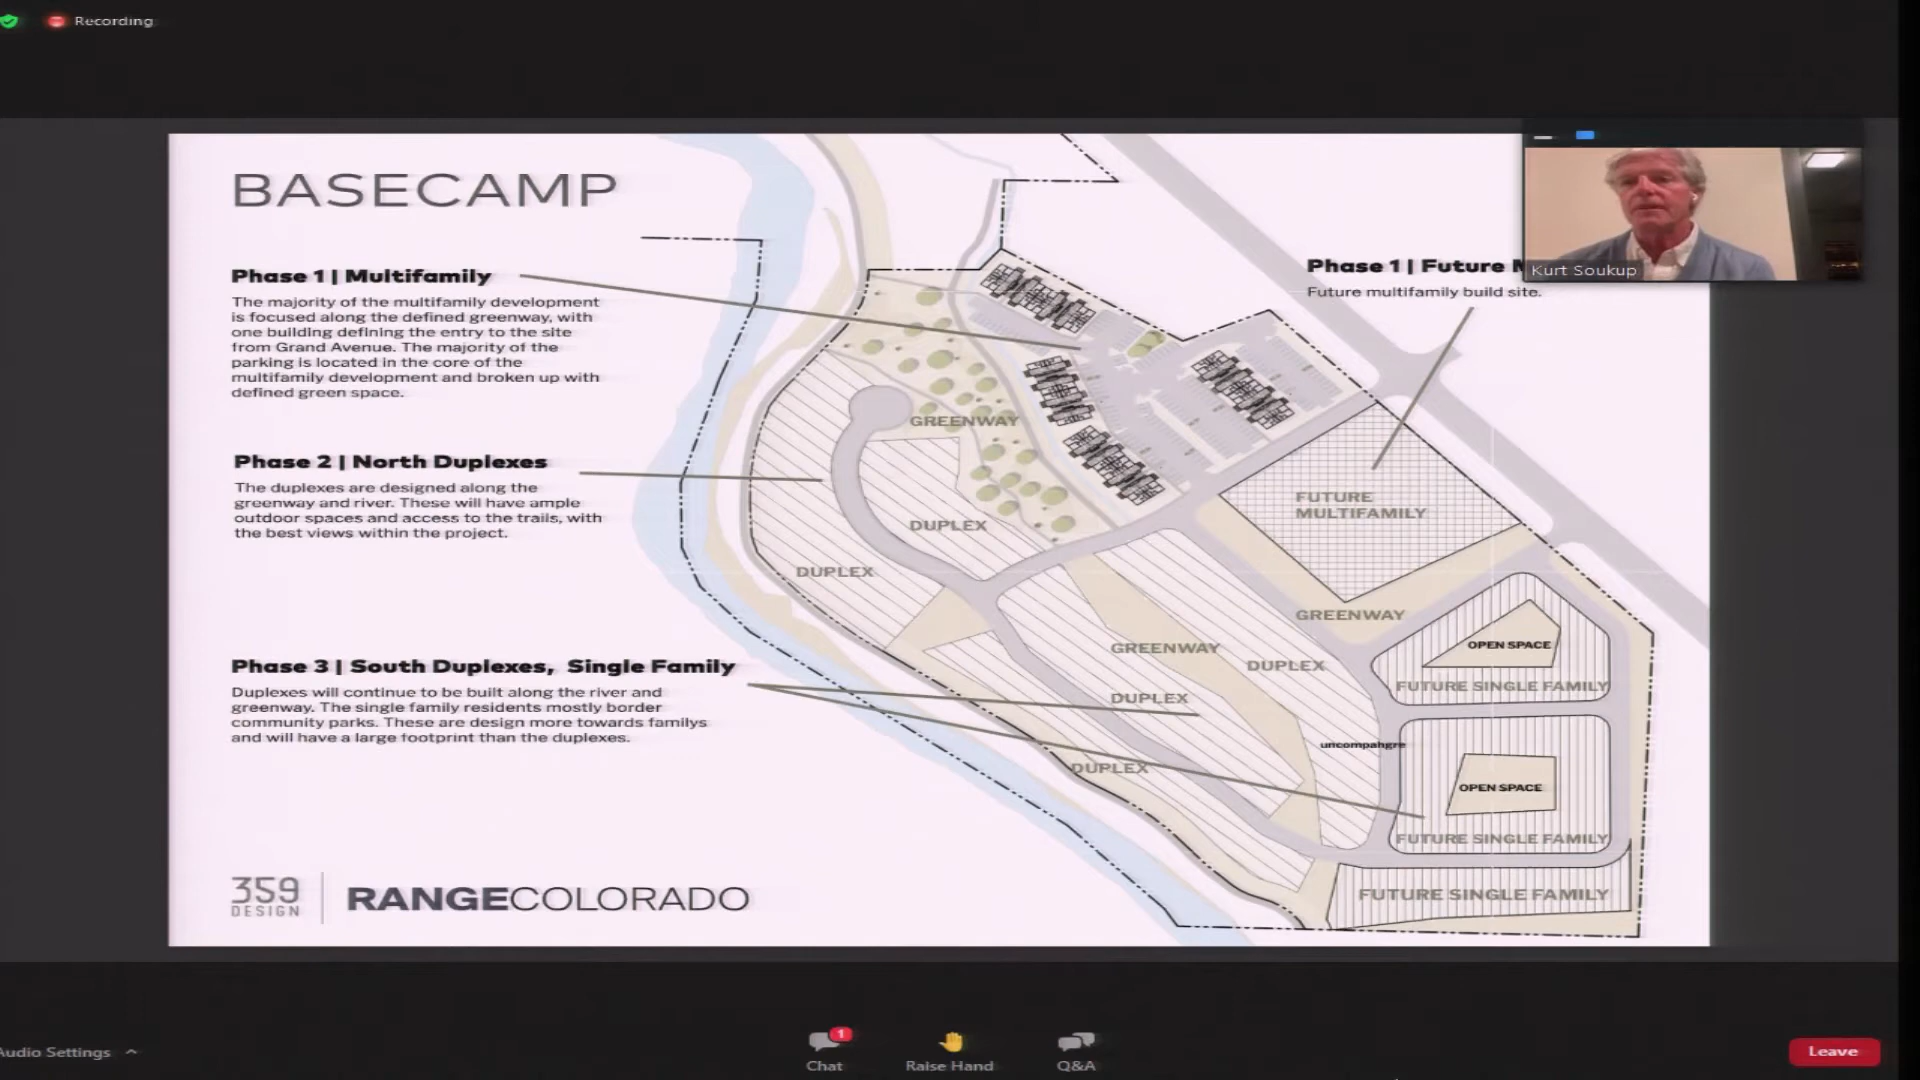 Recording
BASECAMP
Phase 1 | Multifamily
The majority of the multifamily development
is focused along the defined greenway, with
one building defining the entry to the site
from Grand Avenue. The majority of the
parking is located in the core of the
multifamily development and broken up with
defined green space.
Phase 2 | North Duplexes
The duplexes are designed along the
greenway and river. These will have ample
outdoor spaces and access to the trails, with
the best views within the project.
Phase 3 | South Duplexes, Single Family
Duplexes will continue to be built along the river and
greenway. The single family residents mostly border
community parks. These are design more towards familys
and will have a large footprint than the duplexes.
359
DESIGN
RANGECOLORADO
Phase 1 | Future
Future multifamily build site.
Kurt Soukup
GREENWAY
DUPLEX
DUPLEX
FUTURE
MULTIFAMILY
GREENWAY
GREENWAY
DUPLEX
DUPLEX
DUPLEX
uncompahgre
OPEN SPACE
FUTURE SINGLE FAMILY
OPEN SPACE
FUTURE SINGLE FAMILY
FUTURE SINGLE FAMILY
Audio Settings
1
Chat
Raise Hand
Q&A
Leave